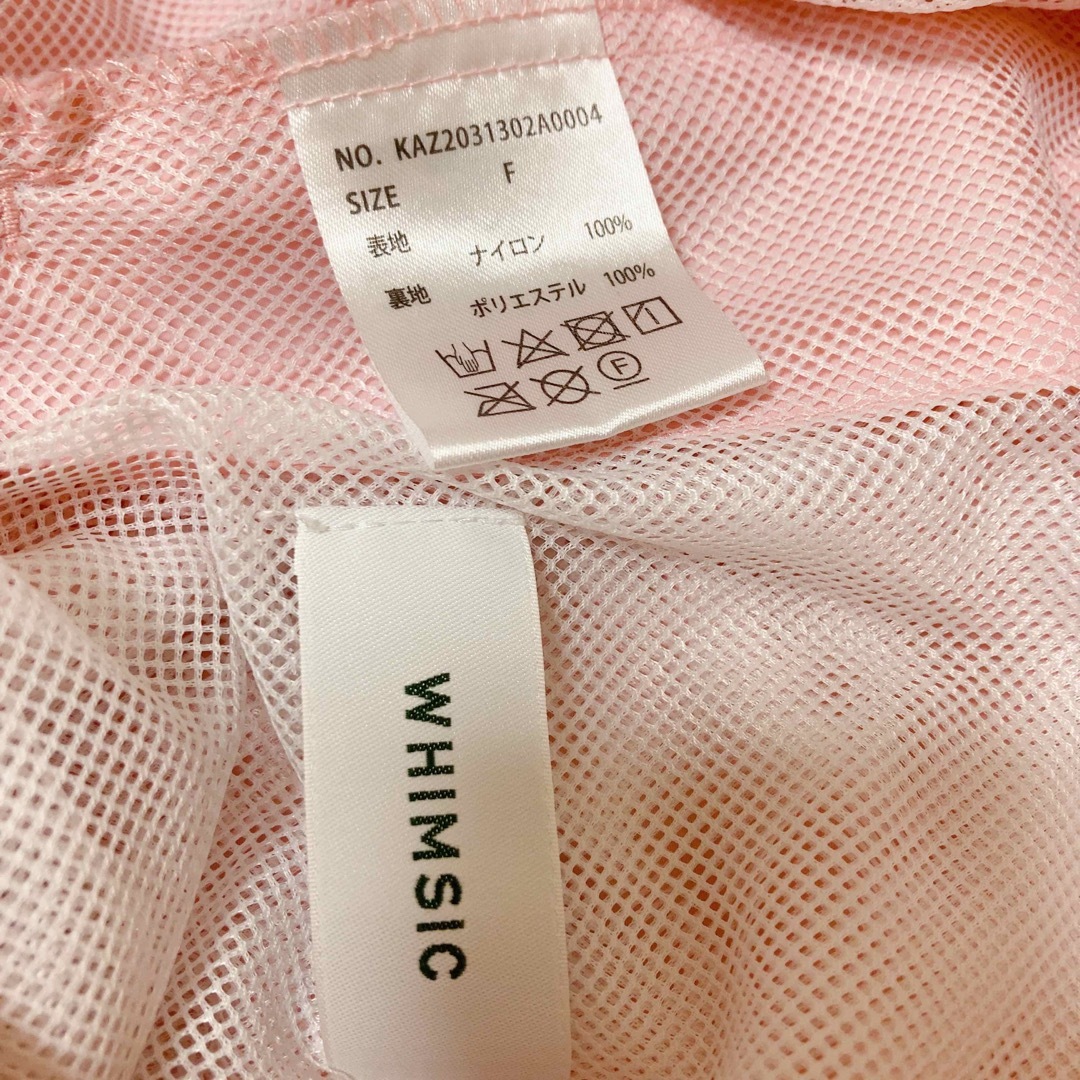 NO. KAZ2031302A0004
SIZE F
表地 ナイロン 100%
裏地 ポリエステル 100%
1
F
WHIMSIC